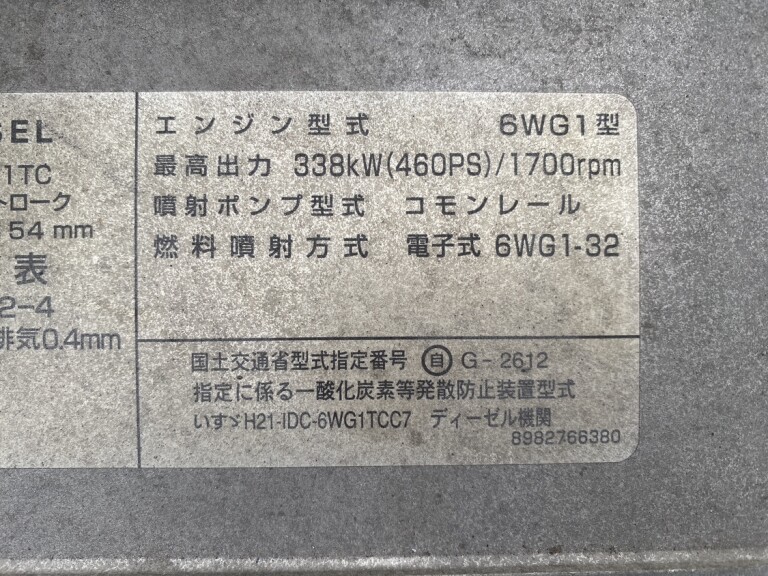 SEL
1TC
トローク
54 mm
表
2-4
排気0.4mm
エンジン型式 6WG1型
最高出力 338kW(460PS)/1700rpm
噴射ポンプ型式 コモンレール
燃料噴射方式 電子式 6WG1-32
国土交通省型式指定番号 自 G-2612
指定に係る一酸化炭素等発散防止装置型式
いすゞH21-IDC-6WG1TCC7 ディーゼル機関
8982766380